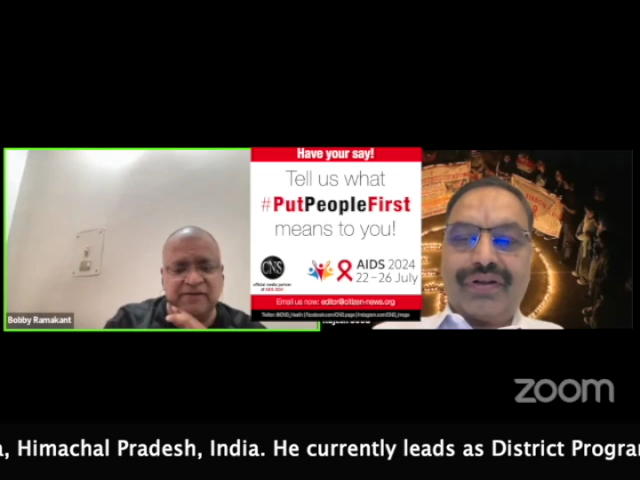 Have your say!
Tell us what
#PutPeopleFirst
means to you!
CNS
official media partner
of AIDS 2024
AIDS 2024
22-26 July
Email us now: editor@citizen-news.org
Bobby Ramakant
zoom
a, Himachal Pradesh, India. He currently leads as District Program